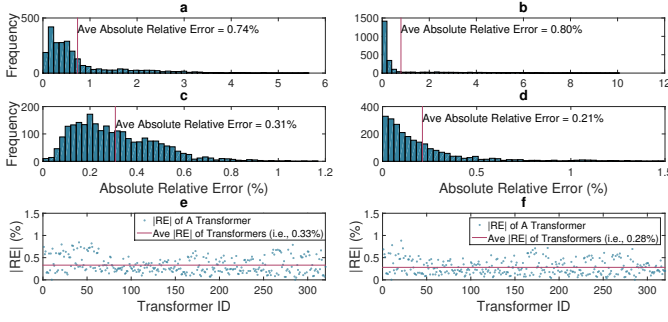 a
Frequency
500
0
Ave Absolute Relative Error = 0.74%
0 1 2 3 4 5 6
b
1500
1000
500
0
Ave Absolute Relative Error = 0.80%
0 2 4 6 8 10 12
c
Frequency
200
100
0
Ave Absolute Relative Error = 0.31%
0 0.2 0.4 0.6 0.8 1 1.2
Absolute Relative Error (%)
d
400
200
0
Ave Absolute Relative Error = 0.21%
0 0.5 1 1.5
Absolute Relative Error (%)
e
|RE| (%)
1.5
1
0.5
0
|RE| of A Transformer
Ave |RE| of Transformers (i.e., 0.33%)
0 50 100 150 200 250 300
Transformer ID
f
|RE| (%)
1.5
1
0.5
0
|RE| of A Transformer
Ave |RE| of Transformers (i.e., 0.28%)
0 50 100 150 200 250 300
Transformer ID